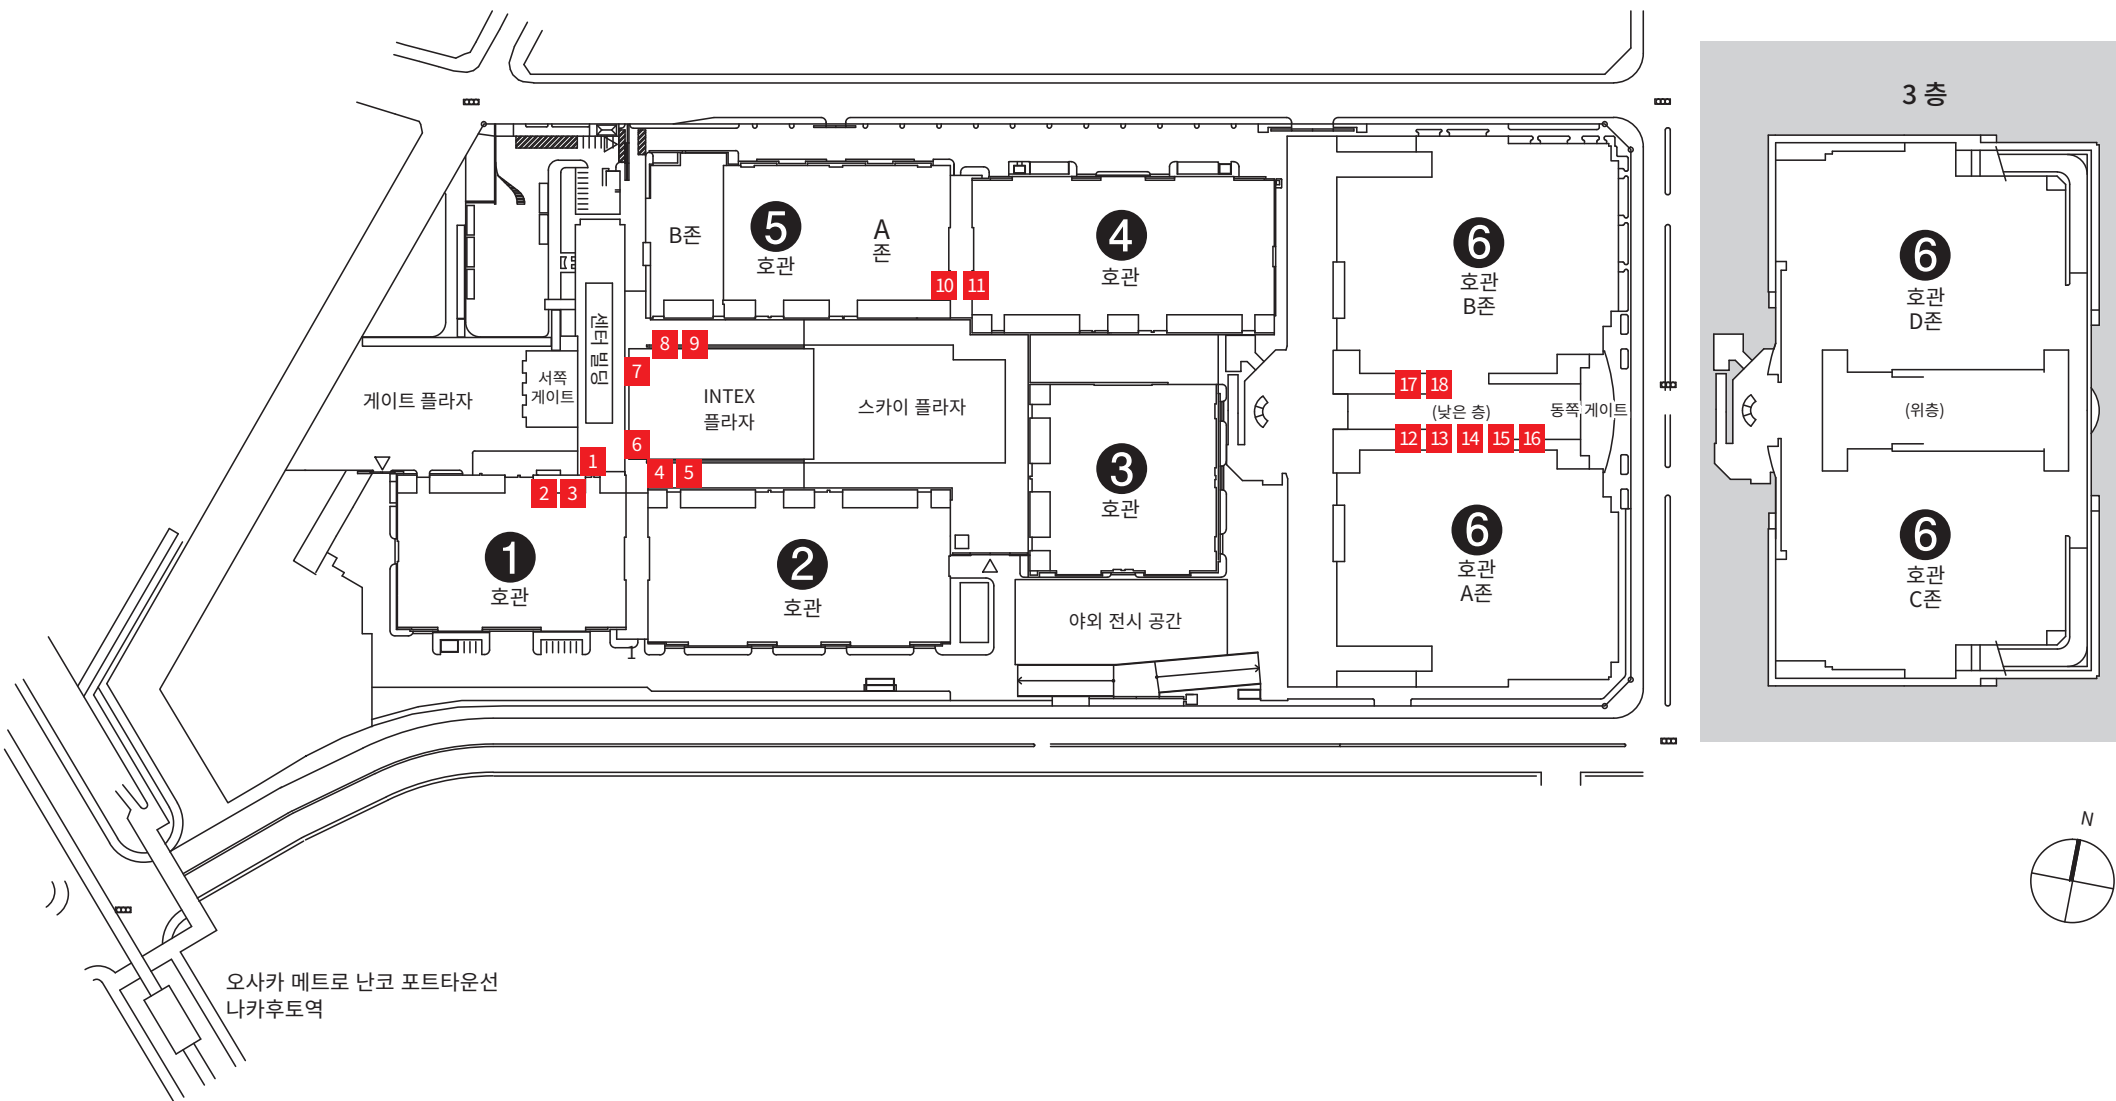 3 층
5
호관
B존
A
존
4
호관
6
호관
B존
6
호관
D존
10
11
센터 빌딩
8
9
7
서쪽
게이트
게이트 플라자
INTEX
플라자
스카이 플라자
17
18
(낮은 층)
동쪽 게이트
(위층)
6
12
13
14
15
16
1
4
5
2
3
3
호관
1
호관
2
호관
6
호관
A존
6
호관
C존
야외 전시 공간
N
오사카 메트로 난코 포트타운선
나카후토역